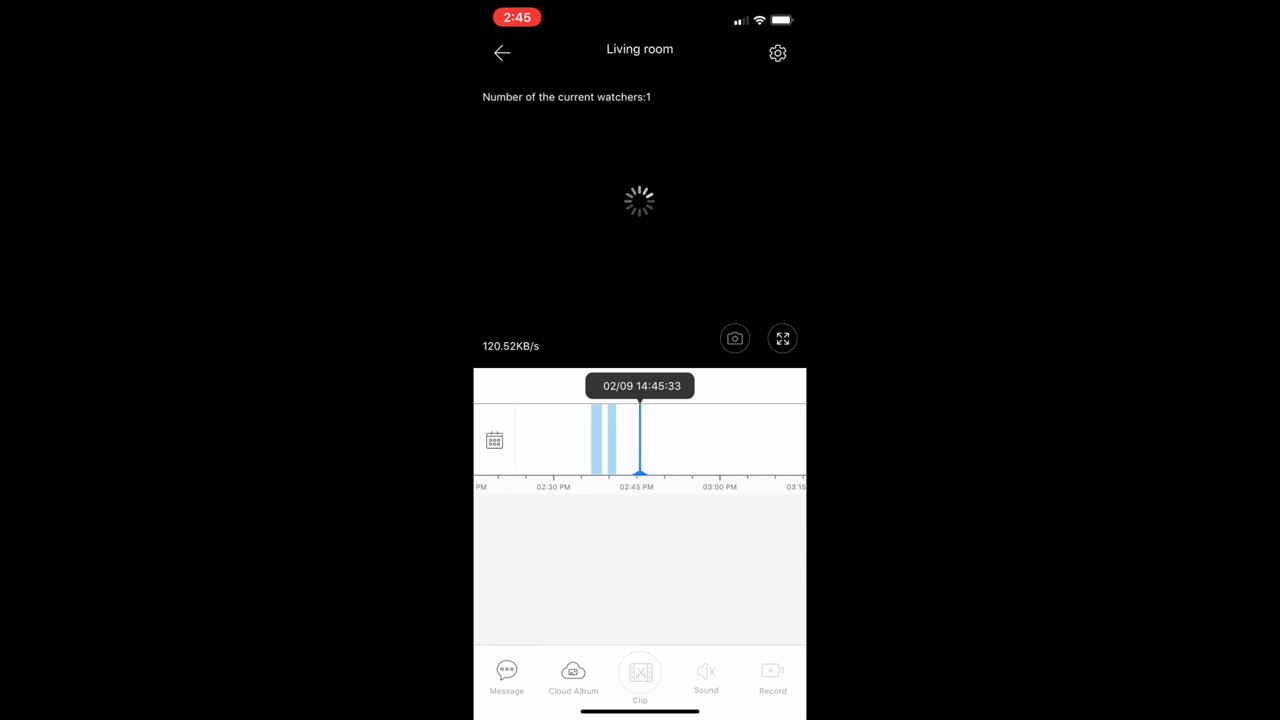 2:45
Living room
Number of the current watchers:1
120.52KB/s
02/09 14:45:33
PM 02:30 PM 02:45 PM 03:00 PM 03:15
Message Cloud Album Clip Sound Record